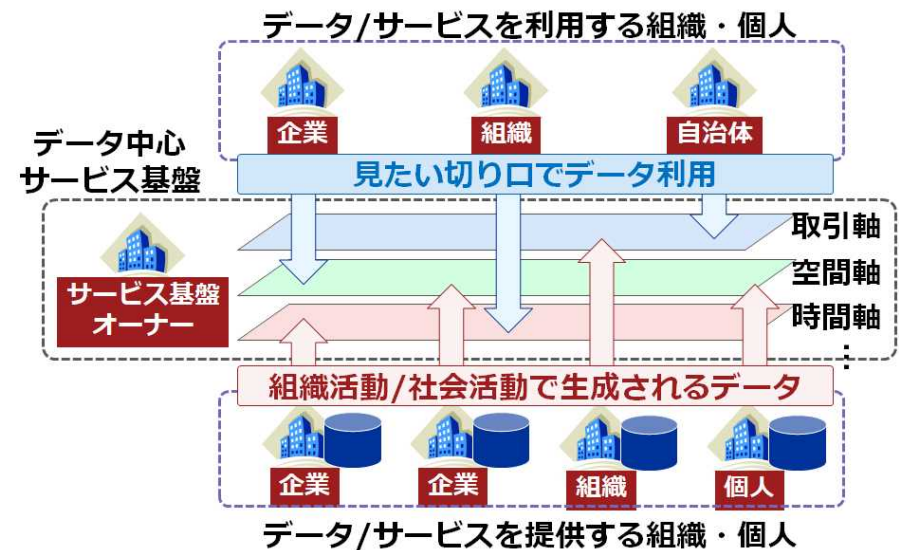 データ/サービスを利用する組織・個人
企業
組織
自治体
データ中心
サービス基盤
見たい切り口でデータ利用
取引軸
空間軸
時間軸
⋮
サービス基盤
オーナー
組織活動/社会活動で生成されるデータ
企業
企業
組織
個人
データ/サービスを提供する組織・個人